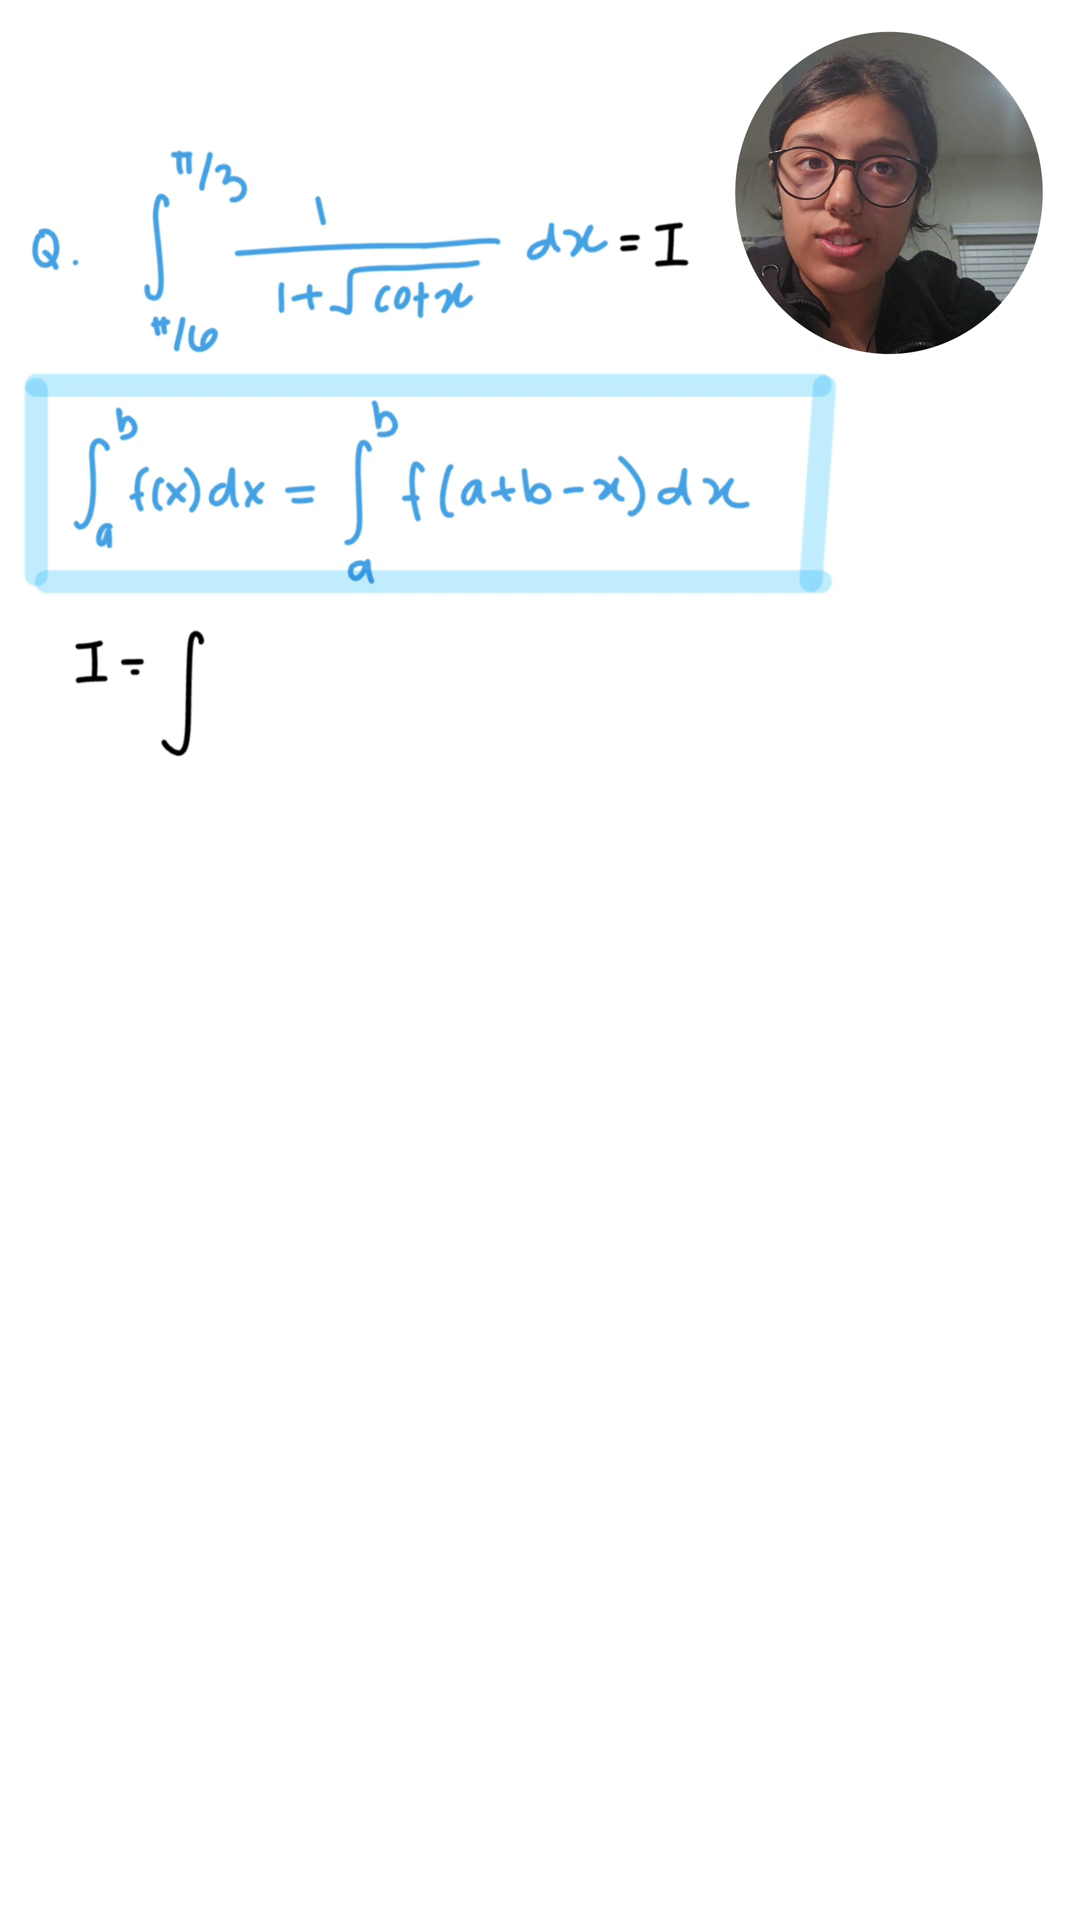 Q. ∫_{π/6}^{π/3} 1/(1+√(cot x)) dx = I
∫_a^b f(x)dx = ∫_a^b f(a+b-x)dx
I = ∫